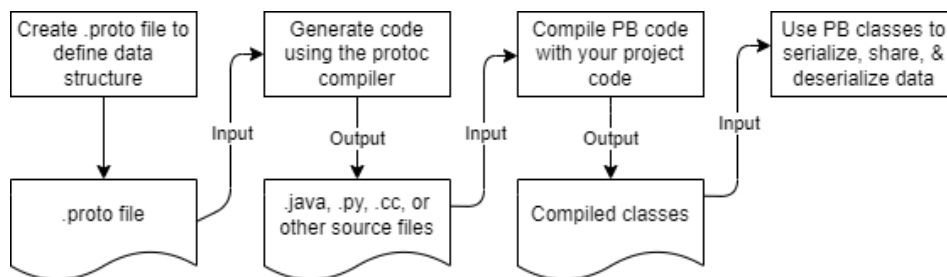 Create .proto file to
define data
structure
Generate code
using the protoc
compiler
Compile PB code
with your project
code
Use PB classes to
serialize, share, &
deserialize data
Input
Output
Input
Output
Input
.proto file
.java, .py, .cc, or
other source files
Compiled classes